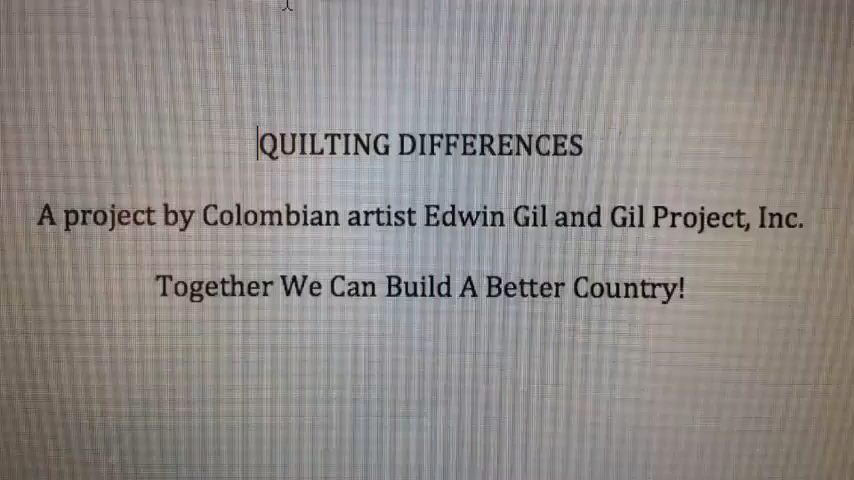 QUILTING DIFFERENCES
A project by Colombian artist Edwin Gil and Gil Project, Inc.
Together We Can Build A Better Country!